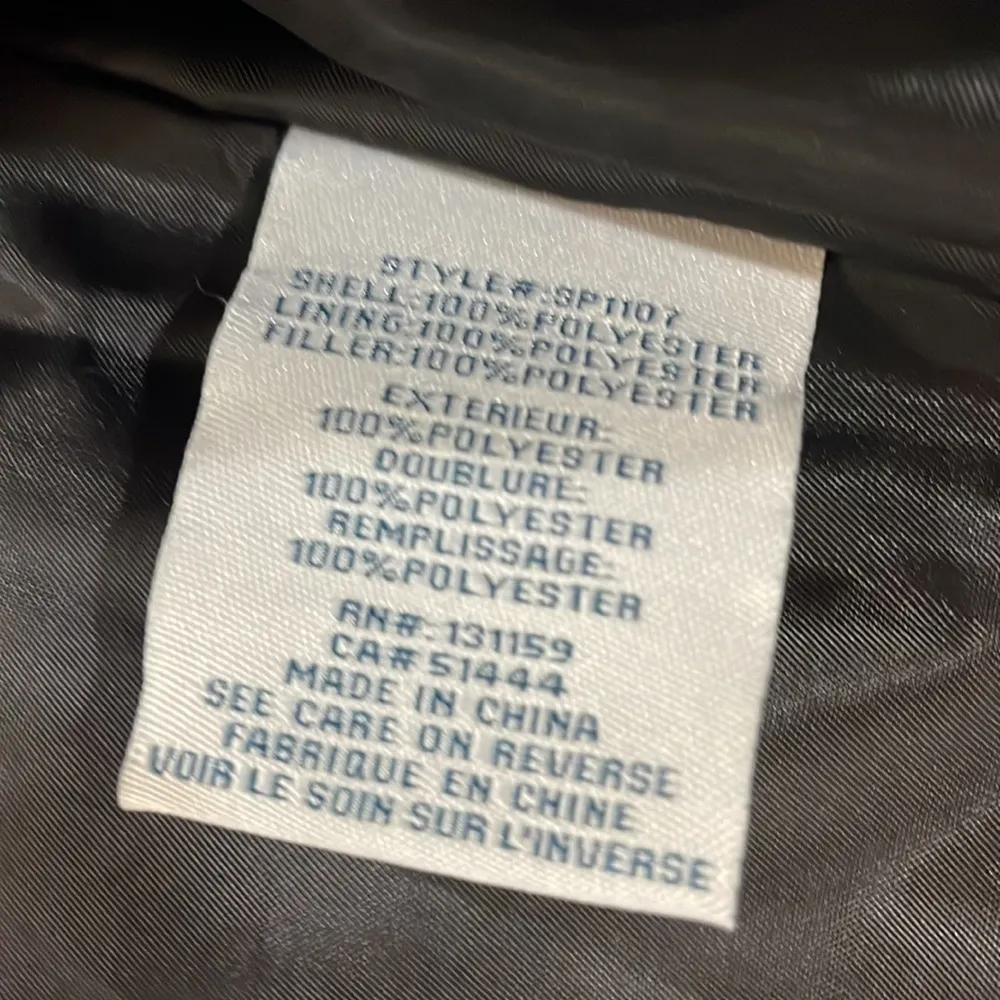 STYLE#:SP1107
SHELL:100%POLYESTER
LINING:100%POLYESTER
FILLER:100%POLYESTER
EXTERIEUR:
100%POLYESTER
DOUBLURE:
100%POLYESTER
REMPLISSAGE:
100%POLYESTER
RN#:131159
CA#51444
MADE IN CHINA
SEE CARE ON REVERSE
FABRIQUE EN CHINE
VOIR LE SOIN SUR L'INVERSE